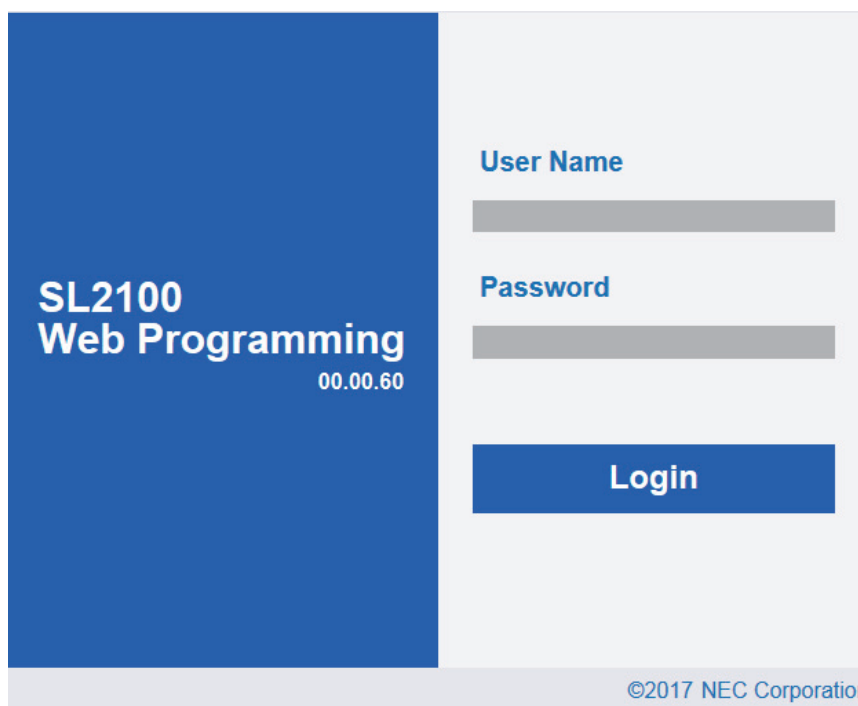 SL2100
Web Programming
00.00.60
User Name
Password
Login
©2017 NEC Corporatio